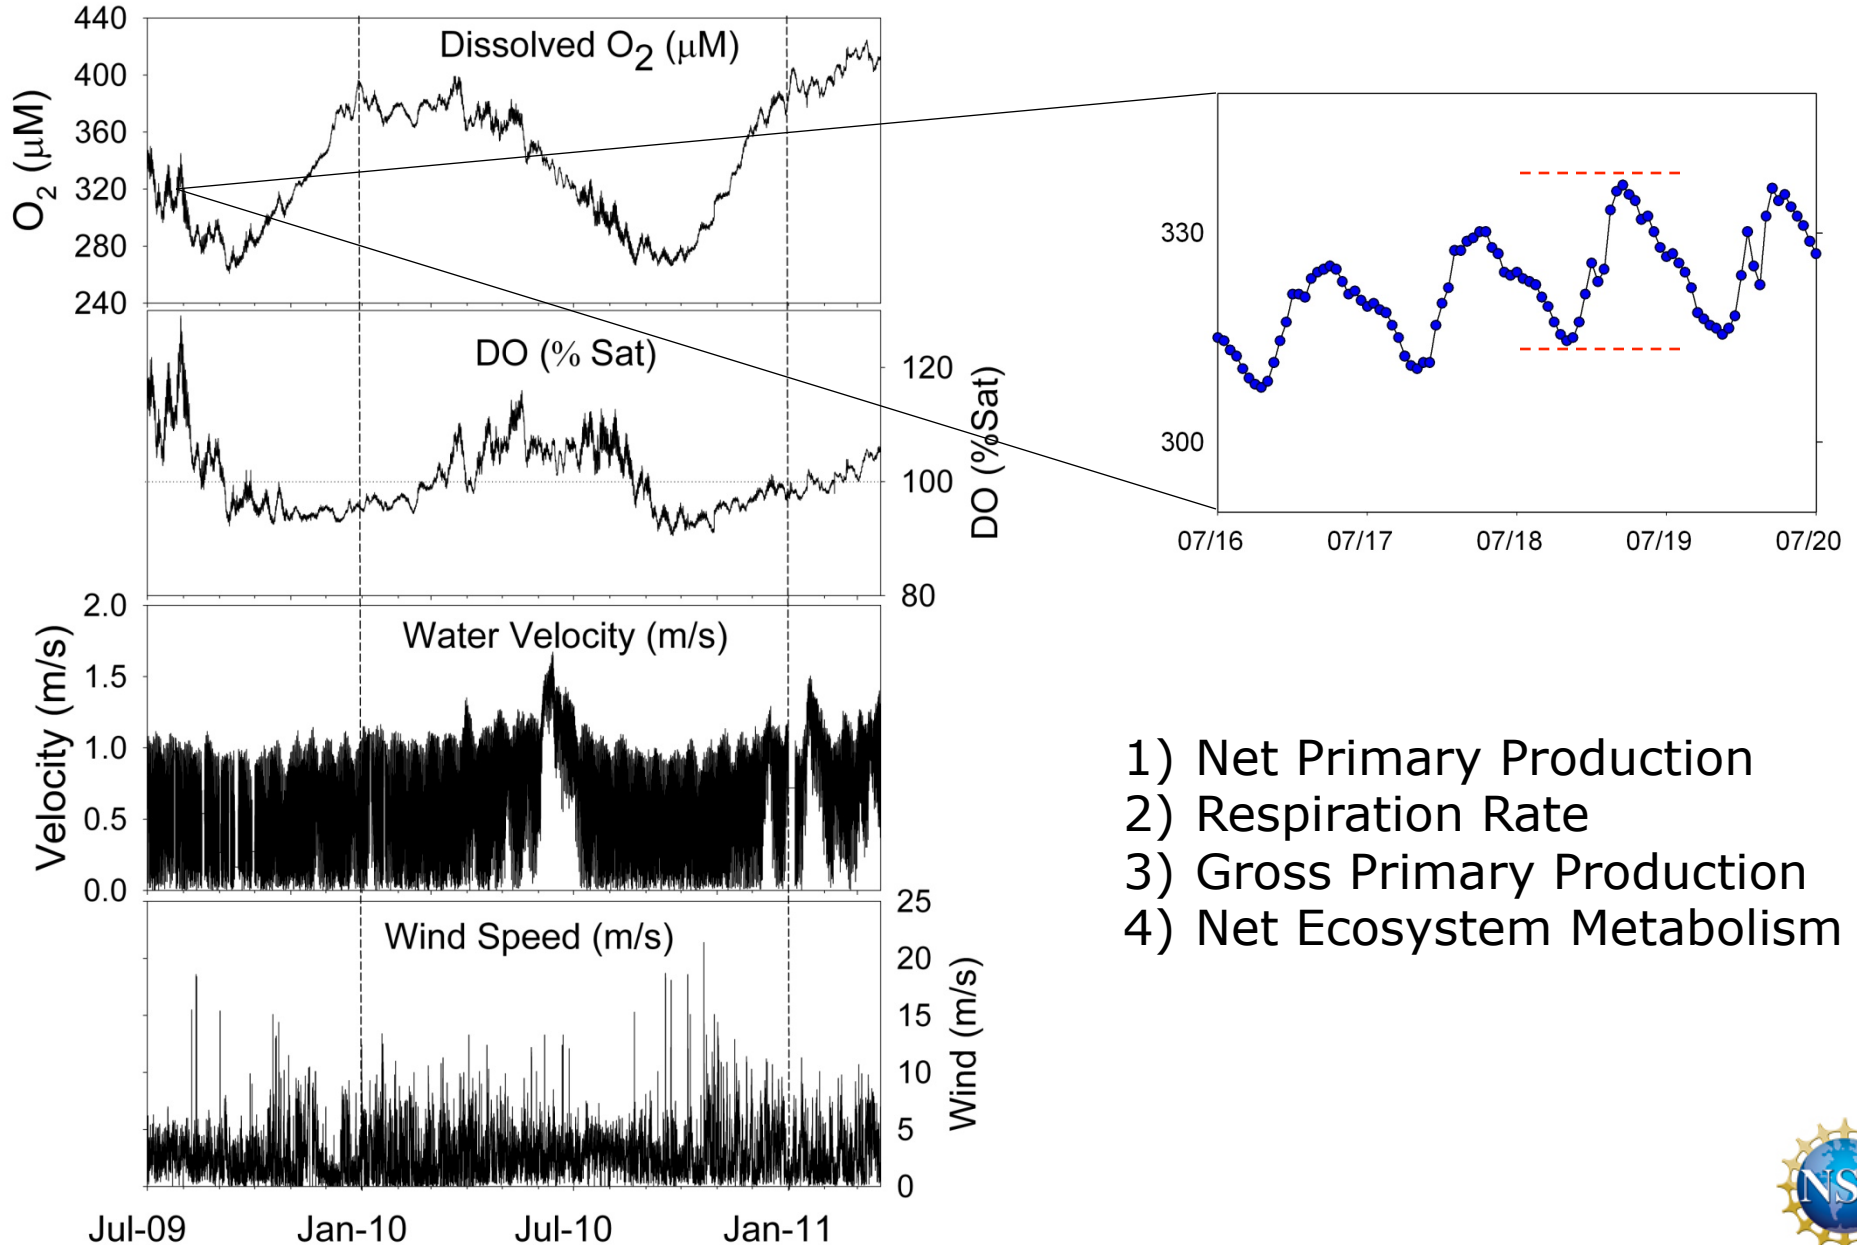 Dissolved O2 (μM)
O2 (μM)
440
400
360
320
280
240
DO (% Sat)
DO (%Sat)
120
100
80
Water Velocity (m/s)
Velocity (m/s)
2.0
1.5
1.0
0.5
0.0
Wind Speed (m/s)
Wind (m/s)
25
20
15
10
5
0
Jul-09
Jan-10
Jul-10
Jan-11
330
300
07/16
07/17
07/18
07/19
07/20
1) Net Primary Production
2) Respiration Rate
3) Gross Primary Production
4) Net Ecosystem Metabolism
NS